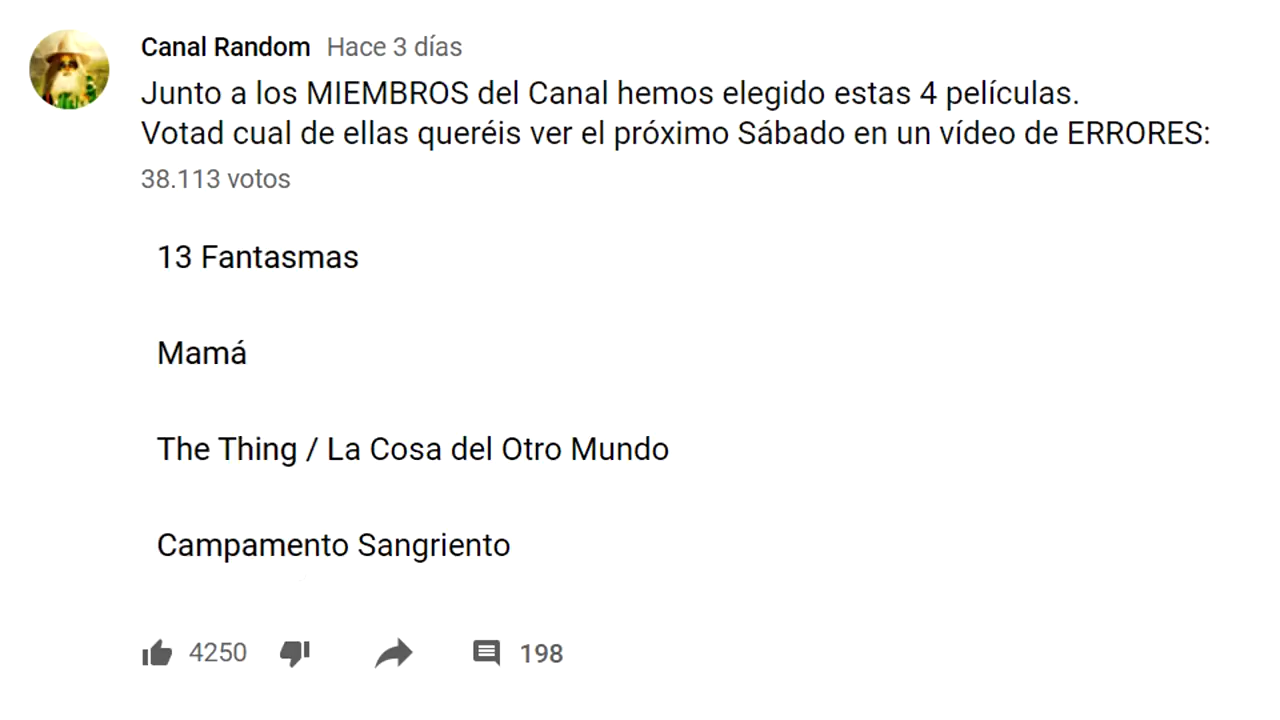 Canal Random Hace 3 días
Junto a los MIEMBROS del Canal hemos elegido estas 4 películas.
Votad cual de ellas queréis ver el próximo Sábado en un vídeo de ERRORES:
38.113 votos
13 Fantasmas
Mamá
The Thing / La Cosa del Otro Mundo
Campamento Sangriento
4250 198